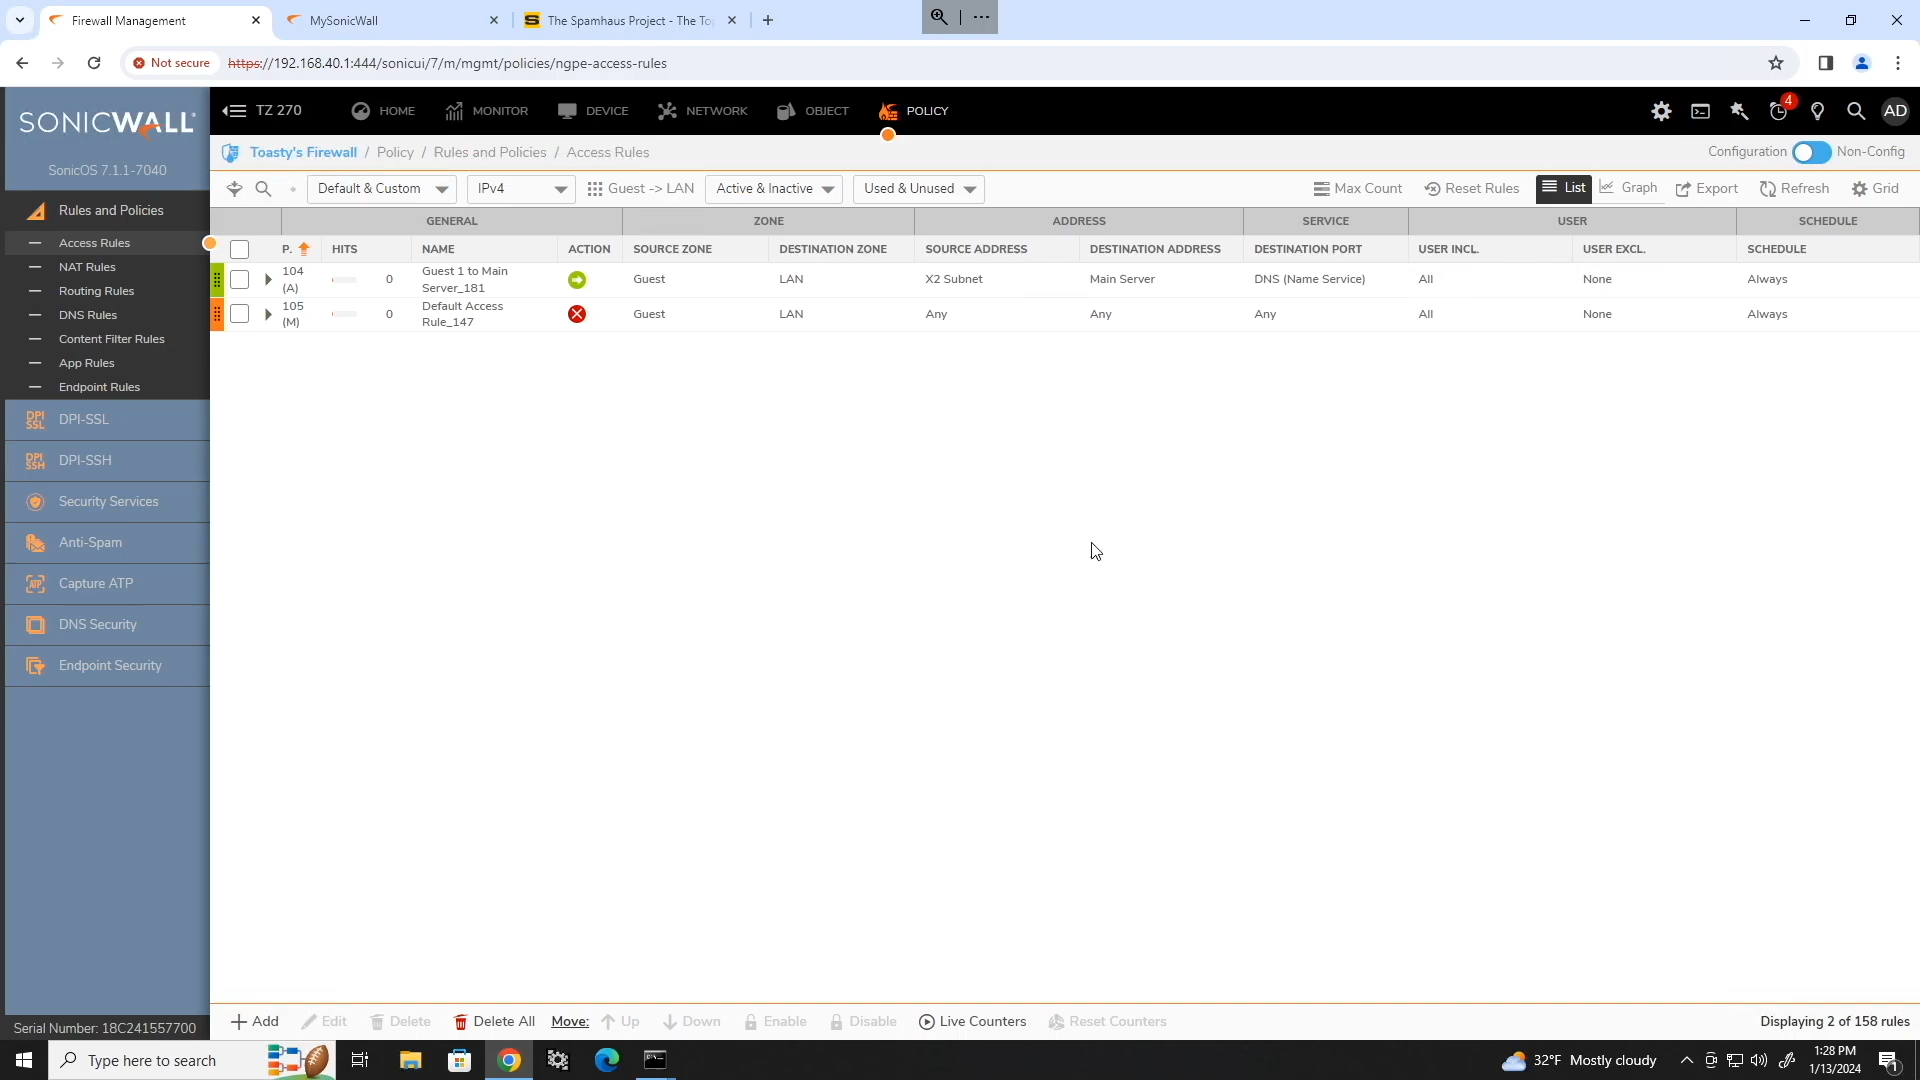 Firewall Management
MySonicWall
The Spamhaus Project - The To
Not secure
https://192.168.40.1:444/sonicui/7/m/mgmt/policies/ngpe-access-rules
SONICWALL
SonicOS 7.1.1-7040
TZ 270
HOME
MONITOR
DEVICE
NETWORK
OBJECT
POLICY
4
AD
Toasty's Firewall / Policy / Rules and Policies / Access Rules
Configuration
Non-Config
Default & Custom
IPv4
Guest -> LAN
Active & Inactive
Used & Unused
Max Count
Reset Rules
List
Graph
Export
Refresh
Grid
Rules and Policies
Access Rules
NAT Rules
Routing Rules
DNS Rules
Content Filter Rules
App Rules
Endpoint Rules
DPI SSL DPI-SSL
DPI SSH DPI-SSH
Security Services
Anti-Spam
ATP Capture ATP
DNS Security
Endpoint Security
Serial Number: 18C241557700
GENERAL ZONE ADDRESS SERVICE USER SCHEDULE
P. HITS NAME ACTION SOURCE ZONE DESTINATION ZONE SOURCE ADDRESS DESTINATION ADDRESS DESTINATION PORT USER INCL. USER EXCL. SCHEDULE
104 (A) 0 Guest 1 to Main Server_181 Guest LAN X2 Subnet Main Server DNS (Name Service) All None Always
105 (M) 0 Default Access Rule_147 Guest LAN Any Any Any All None Always
Add
Edit
Delete
Delete All
Move:
Up
Down
Enable
Disable
Live Counters
Reset Counters
Displaying 2 of 158 rules
Type here to search
32°F Mostly cloudy
1:28 PM
1/13/2024
1